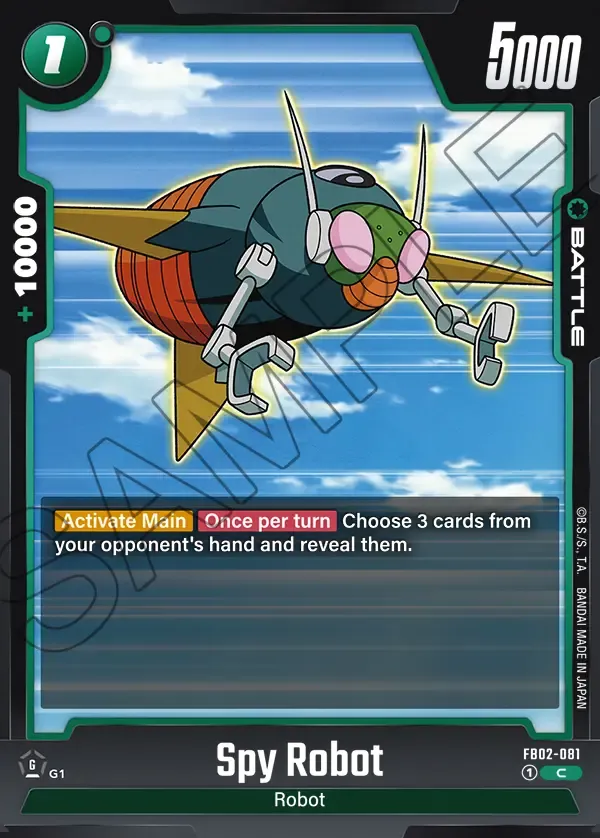 1
5000
+ 10000
BATTLE
SAMPLE
Activate Main Once per turn Choose 3 cards from
your opponent's hand and reveal them.
©B.S./S., T.A. BANDAI MADE IN JAPAN
Spy Robot
FB02-081
G G1
1 C
Robot